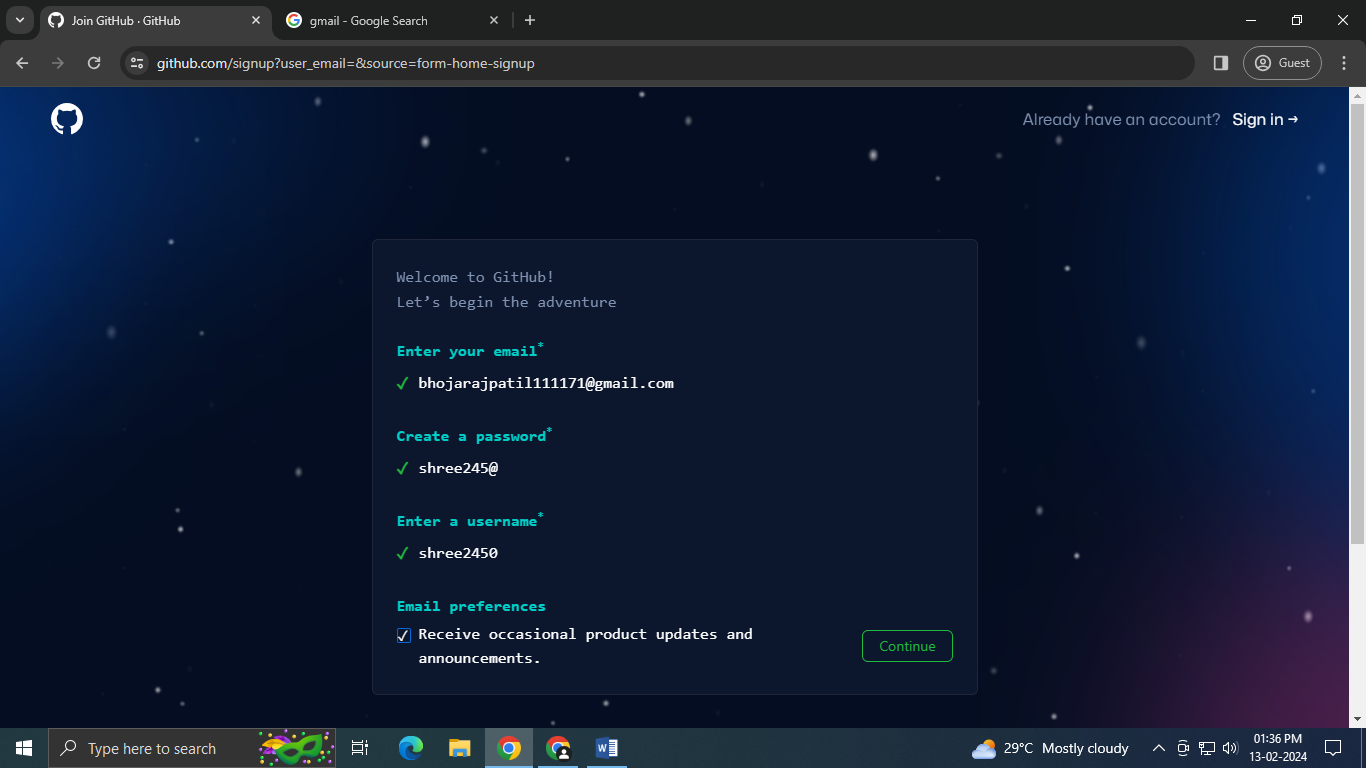 Join GitHub · GitHub
gmail - Google Search
github.com/signup?user_email=&source=form-home-signup
Guest
Already have an account? Sign in →
Welcome to GitHub!
Let’s begin the adventure
Enter your email*
✓ bhojarajpatil111171@gmail.com
Create a password*
✓ shree245@
Enter a username*
✓ shree2450
Email preferences
Receive occasional product updates and
announcements.
Continue
Type here to search
29°C Mostly cloudy
01:36 PM
13-02-2024